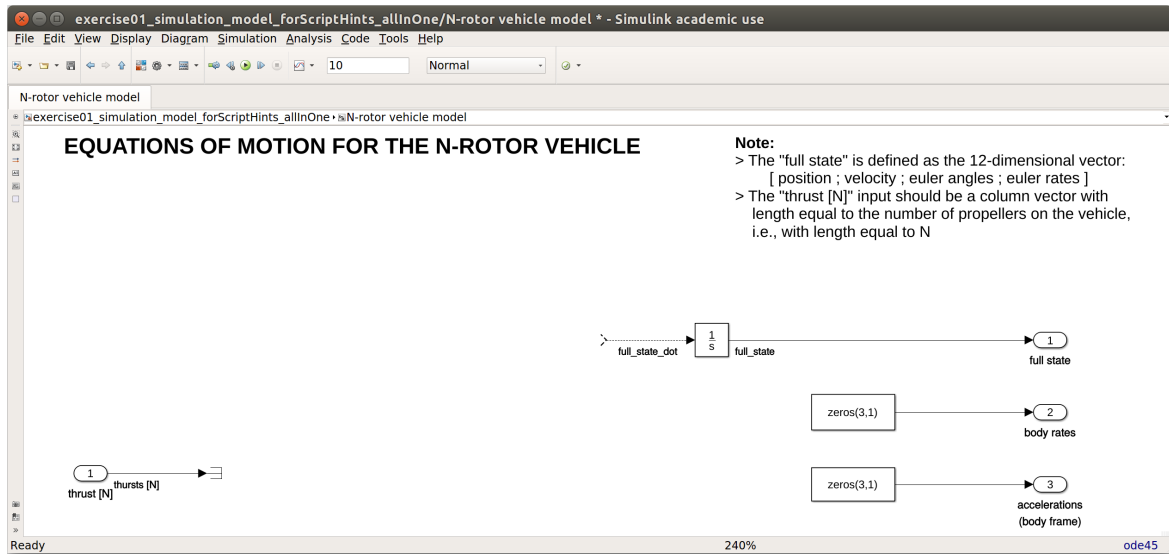 exercise01_simulation_model_forScriptHints_allInOne/N-rotor vehicle model * - Simulink academic use
File Edit View Display Diagram Simulation Analysis Code Tools Help
10 Normal
N-rotor vehicle model
exercise01_simulation_model_forScriptHints_allInOne N-rotor vehicle model
EQUATIONS OF MOTION FOR THE N-ROTOR VEHICLE
Note:
> The "full state" is defined as the 12-dimensional vector:
[ position ; velocity ; euler angles ; euler rates ]
> The "thrust [N]" input should be a column vector with
length equal to the number of propellers on the vehicle,
i.e., with length equal to N
full_state_dot
1
s
full_state
1
full state
zeros(3,1)
2
body rates
1
thrust [N]
thursts [N]
zeros(3,1)
3
accelerations
(body frame)
Ready 240% ode45